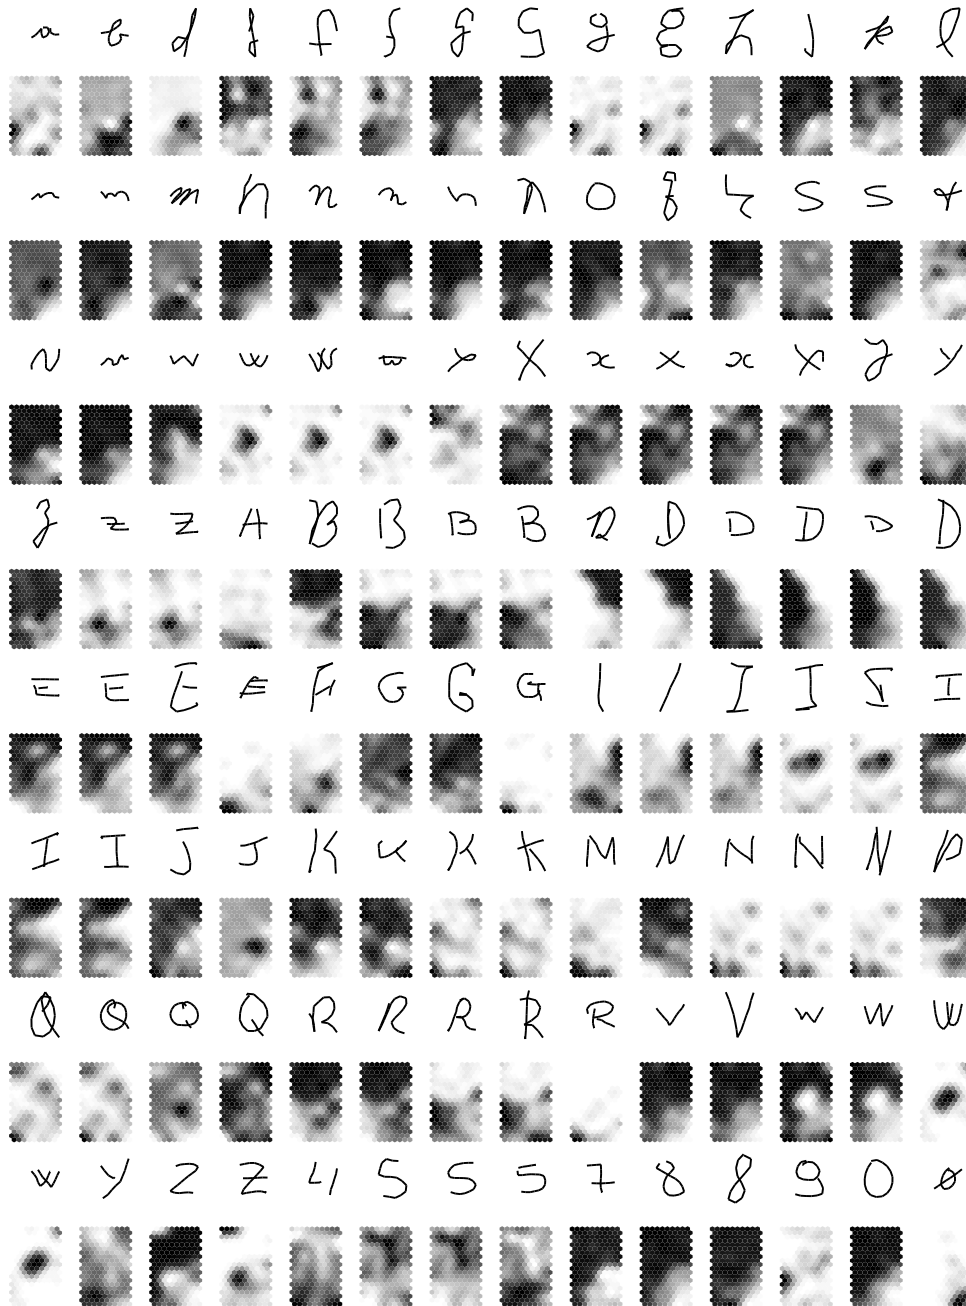 a b d f f f g G g g h j k l
n m m h n n n n O q r s s t
N n w w w w x X x x x x y y
z z z A B B B B D D D D D D
E E E E F G G G I I I I I I
I I J J K K K K M N N N N P
Q Q Q Q R R R R R V V W W W
W Y Z Z 4 5 5 5 7 8 8 9 0 0